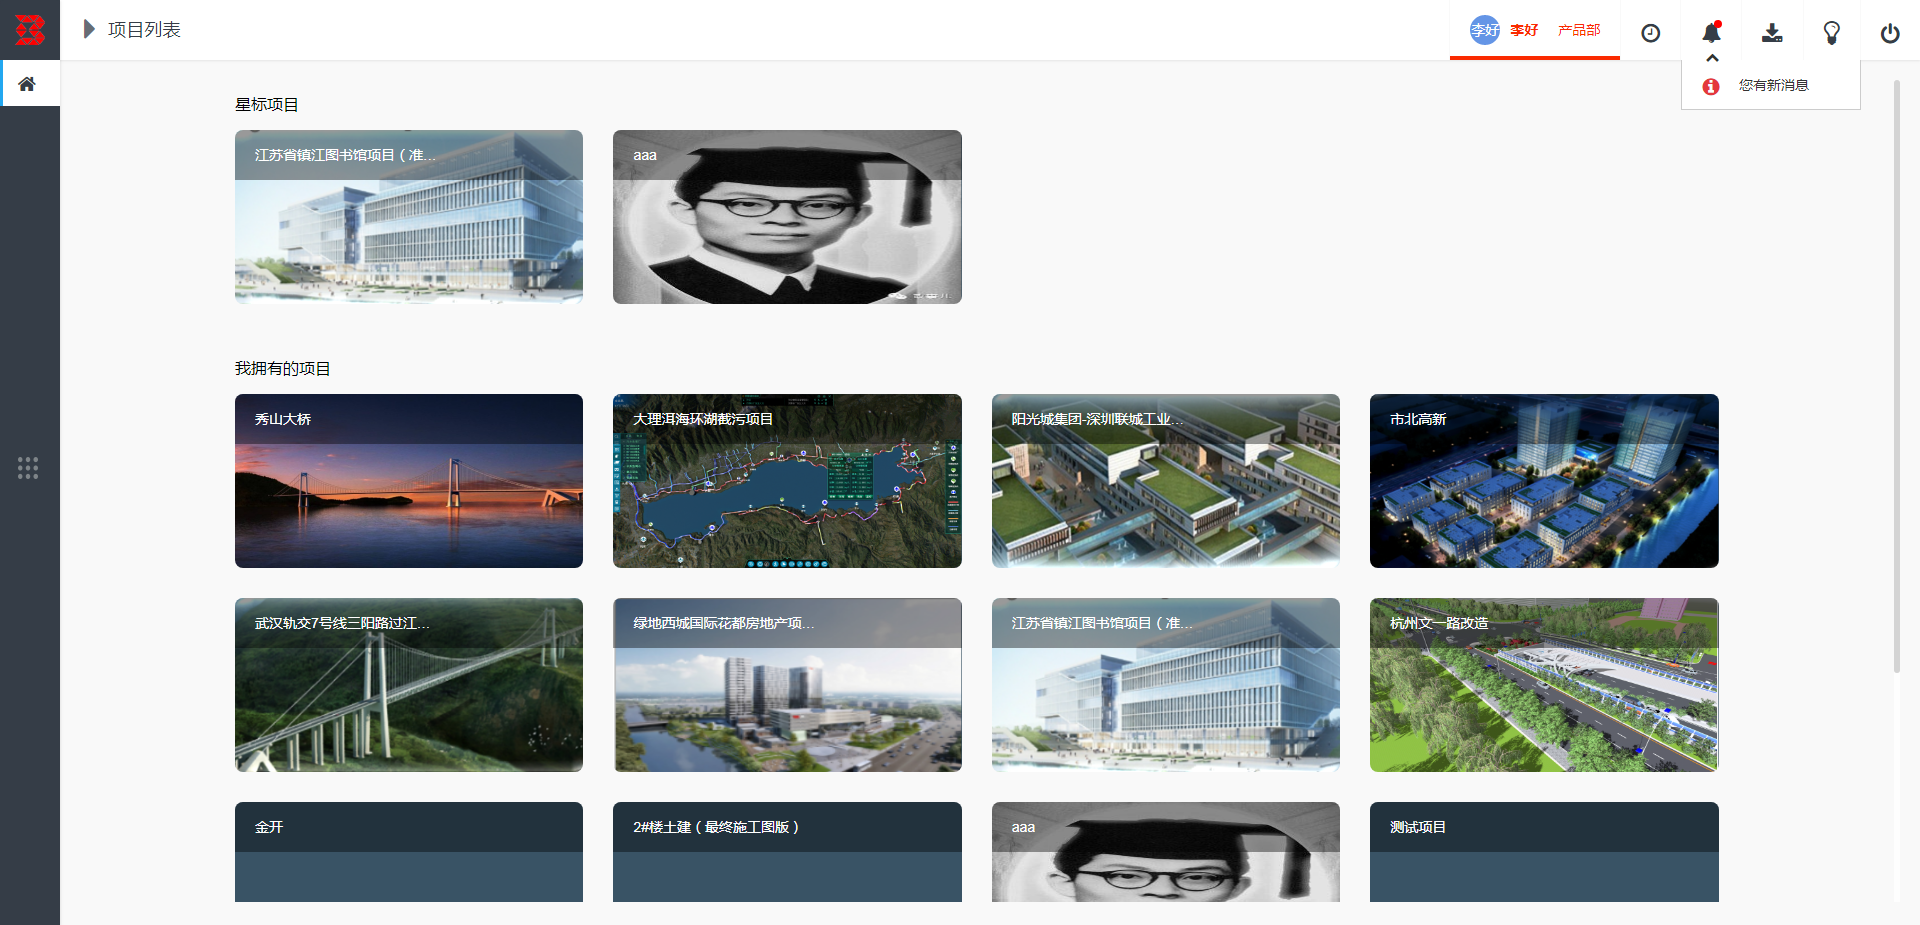 项目列表
李好 李好 产品部
您有新消息
星标项目
江苏省镇江图书馆项目（准...
aaa
我拥有的项目
秀山大桥
大理洱海环湖截污项目
阳光城集团-深圳联城工业...
市北高新
武汉轨交7号线三阳路过江...
绿地西城国际花都房地产项...
江苏省镇江图书馆项目（准...
杭州文一路改造
金开
2#楼土建（最终施工图版）
aaa
测试项目